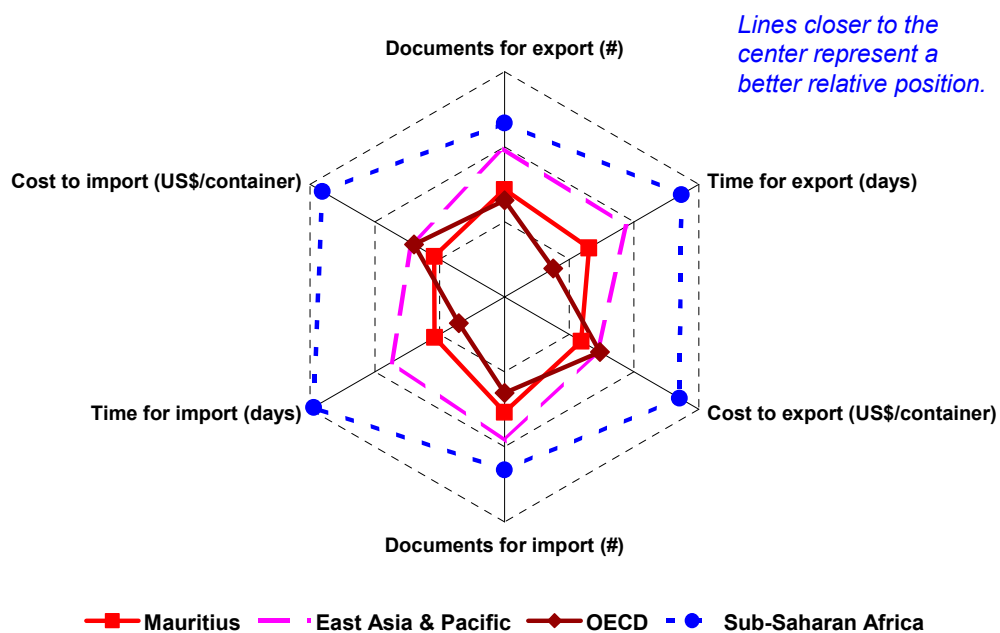 Lines closer to the
center represent a
better relative position.
Documents for export (#)
Cost to import (US$/container)
Time for export (days)
Time for import (days)
Cost to export (US$/container)
Documents for import (#)
Mauritius East Asia & Pacific OECD Sub-Saharan Africa